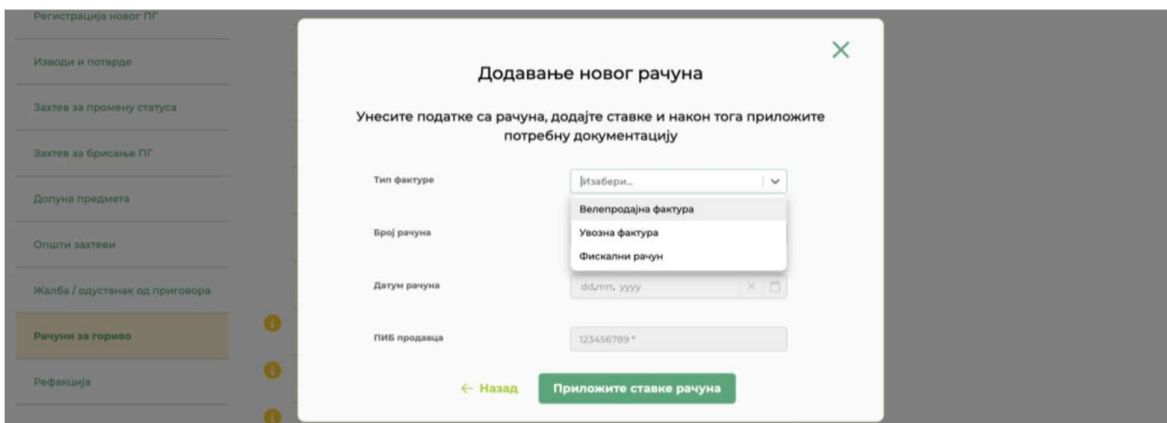 Регистрација новог ПГ
Изводи и потврде
Захтев за промену статуса
Захтев за брисање ПГ
Допуна предмета
Општи захтеви
Жалба / одустанак од приговора
Рачуни за гориво
Рефакција
Додавање новог рачуна
Унесите податке са рачуна, додајте ставке и након тога приложите
потребну документацију
Тип фактуре
Изабери...
Велепродајна фактура
Увозна фактура
Фискални рачун
Број рачуна
Датум рачуна
dd.mm. yyyy
ПИБ продавца
123456789 *
← Назад
Приложите ставке рачуна